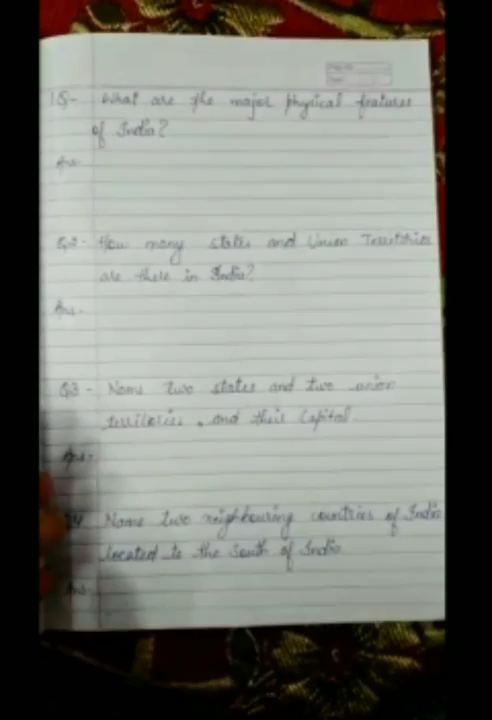 1Q- What are the major physical features
of India?
Ans-
Q2- How many states and Union Territories
are there in India?
Ans-
Q3- Name two states and two union
territories, and their Capital.
Ans-
Q4 Name two neighbouring countries of India
located to the South of India
Ans